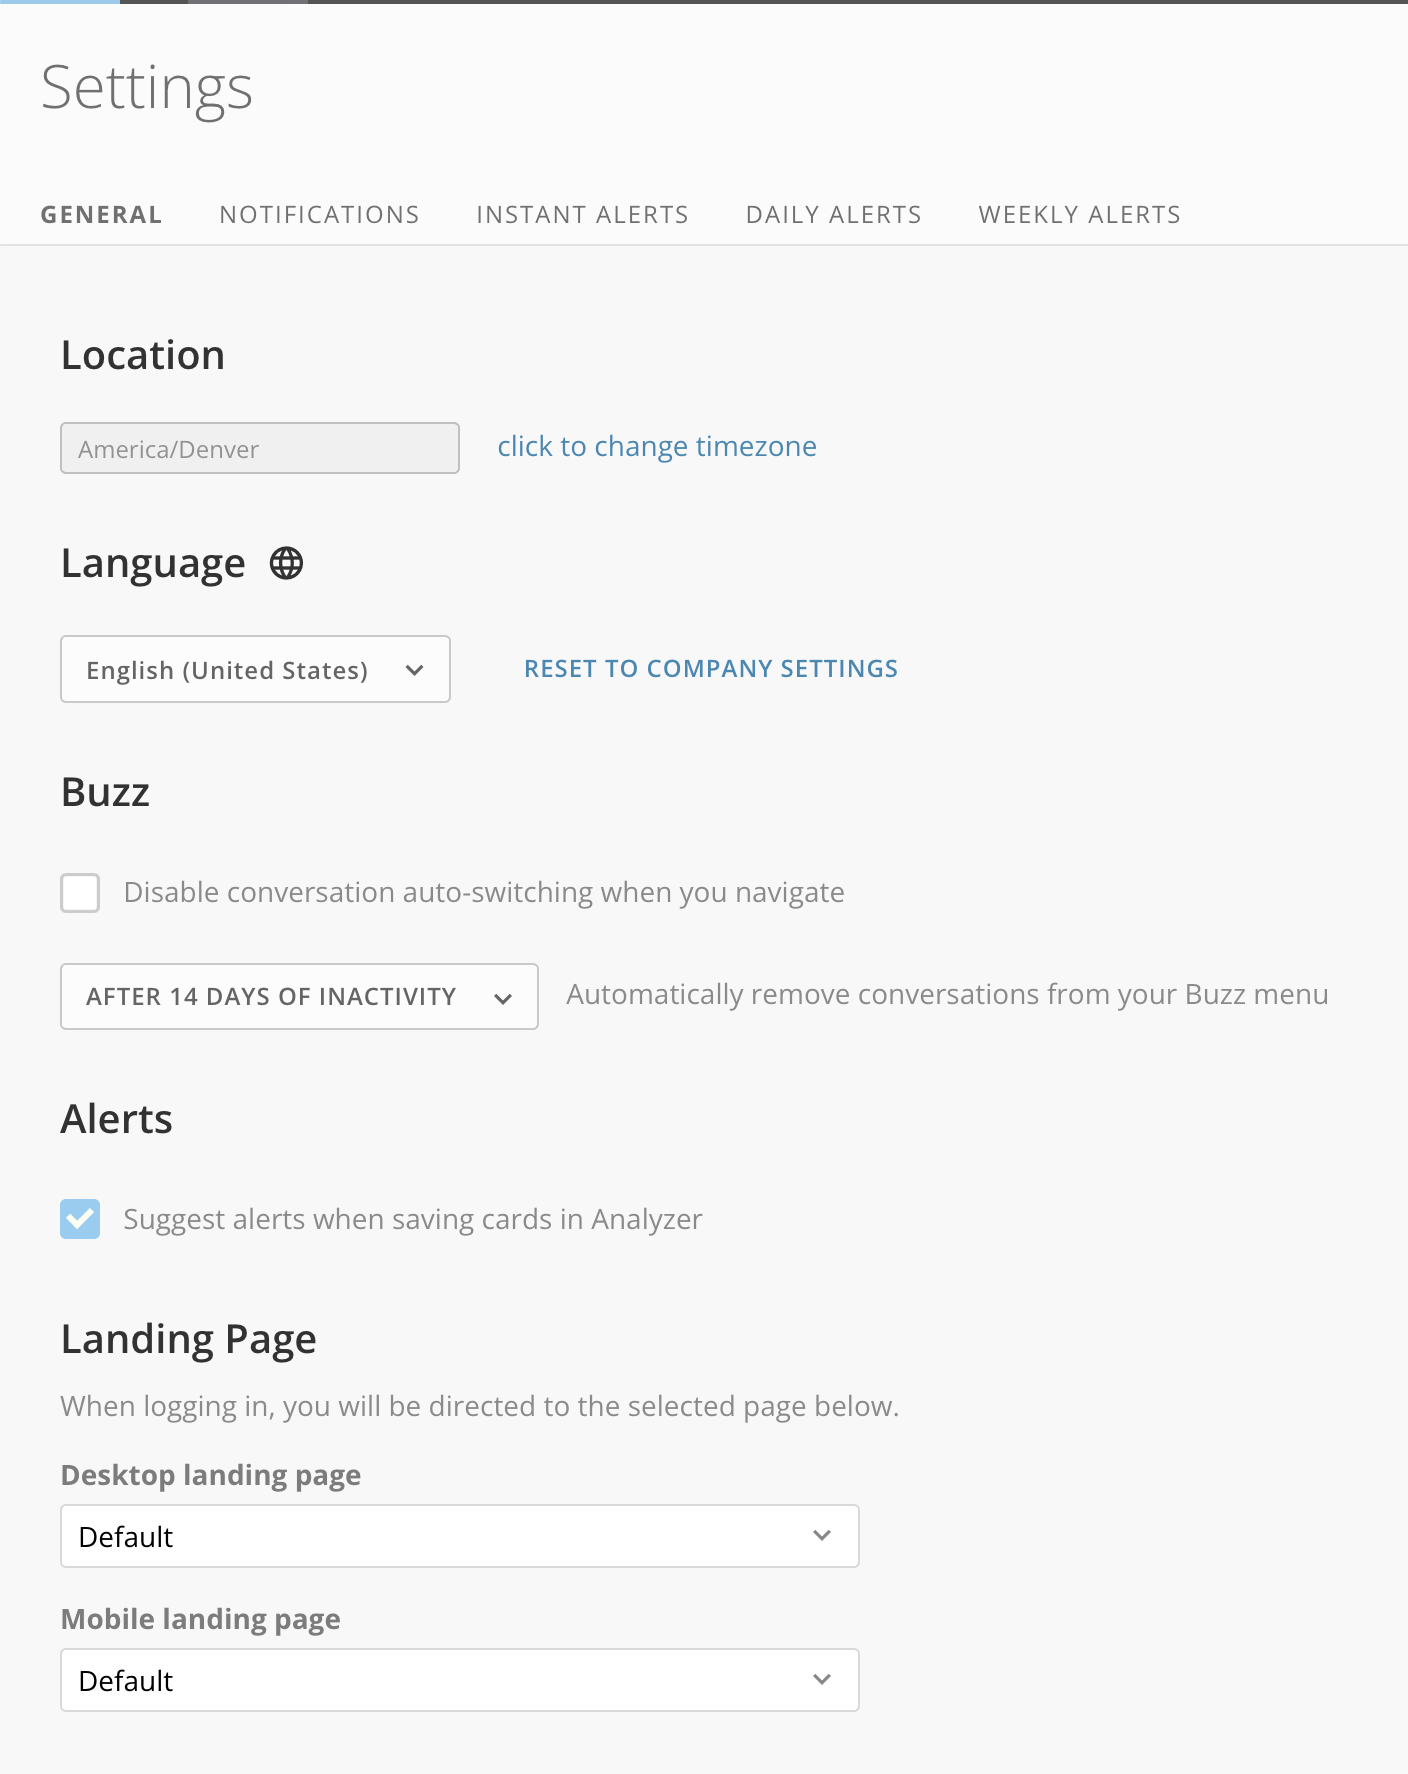 Settings
GENERAL NOTIFICATIONS INSTANT ALERTS DAILY ALERTS WEEKLY ALERTS
Location
America/Denver click to change timezone
Language
English (United States) RESET TO COMPANY SETTINGS
Buzz
Disable conversation auto-switching when you navigate
AFTER 14 DAYS OF INACTIVITY Automatically remove conversations from your Buzz menu
Alerts
Suggest alerts when saving cards in Analyzer
Landing Page
When logging in, you will be directed to the selected page below.
Desktop landing page
Default
Mobile landing page
Default